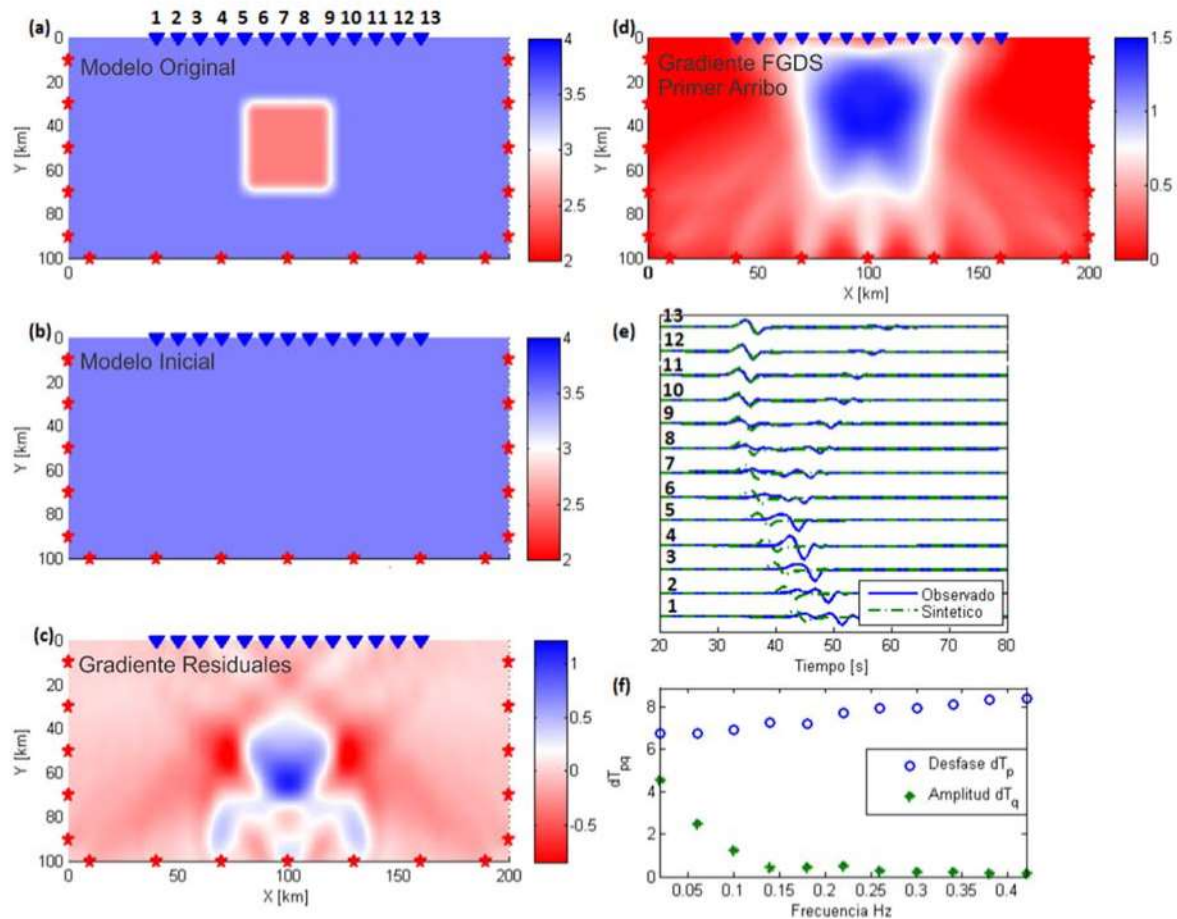 (a)
1 2 3 4 5 6 7 8 9 10 11 12 13
Modelo Original
Y [km]
0
20
40
60
80
100
0
4
3.5
3
2.5
2
(b)
Modelo Inicial
Y [km]
0
20
40
60
80
100
4
3.5
3
2.5
2
(c)
Gradiente Residuales
Y [km]
0
20
40
60
80
100
0 50 100 150 200
X [km]
1
0.5
0
-0.5
(d)
Gradiente FGDS
Primer Arribo
Y [km]
0
20
40
60
80
100
0 50 100 150 200
X [km]
1.5
1
0.5
0
(e)
13
12
11
10
9
8
7
6
5
4
3
2
1
Observado
Sintetico
20 30 40 50 60 70 80
Tiempo [s]
(f)
dTpq
8
6
4
2
0
Desfase dTp
Amplitud dTq
0.05 0.1 0.15 0.2 0.25 0.3 0.35 0.4
Frecuencia Hz